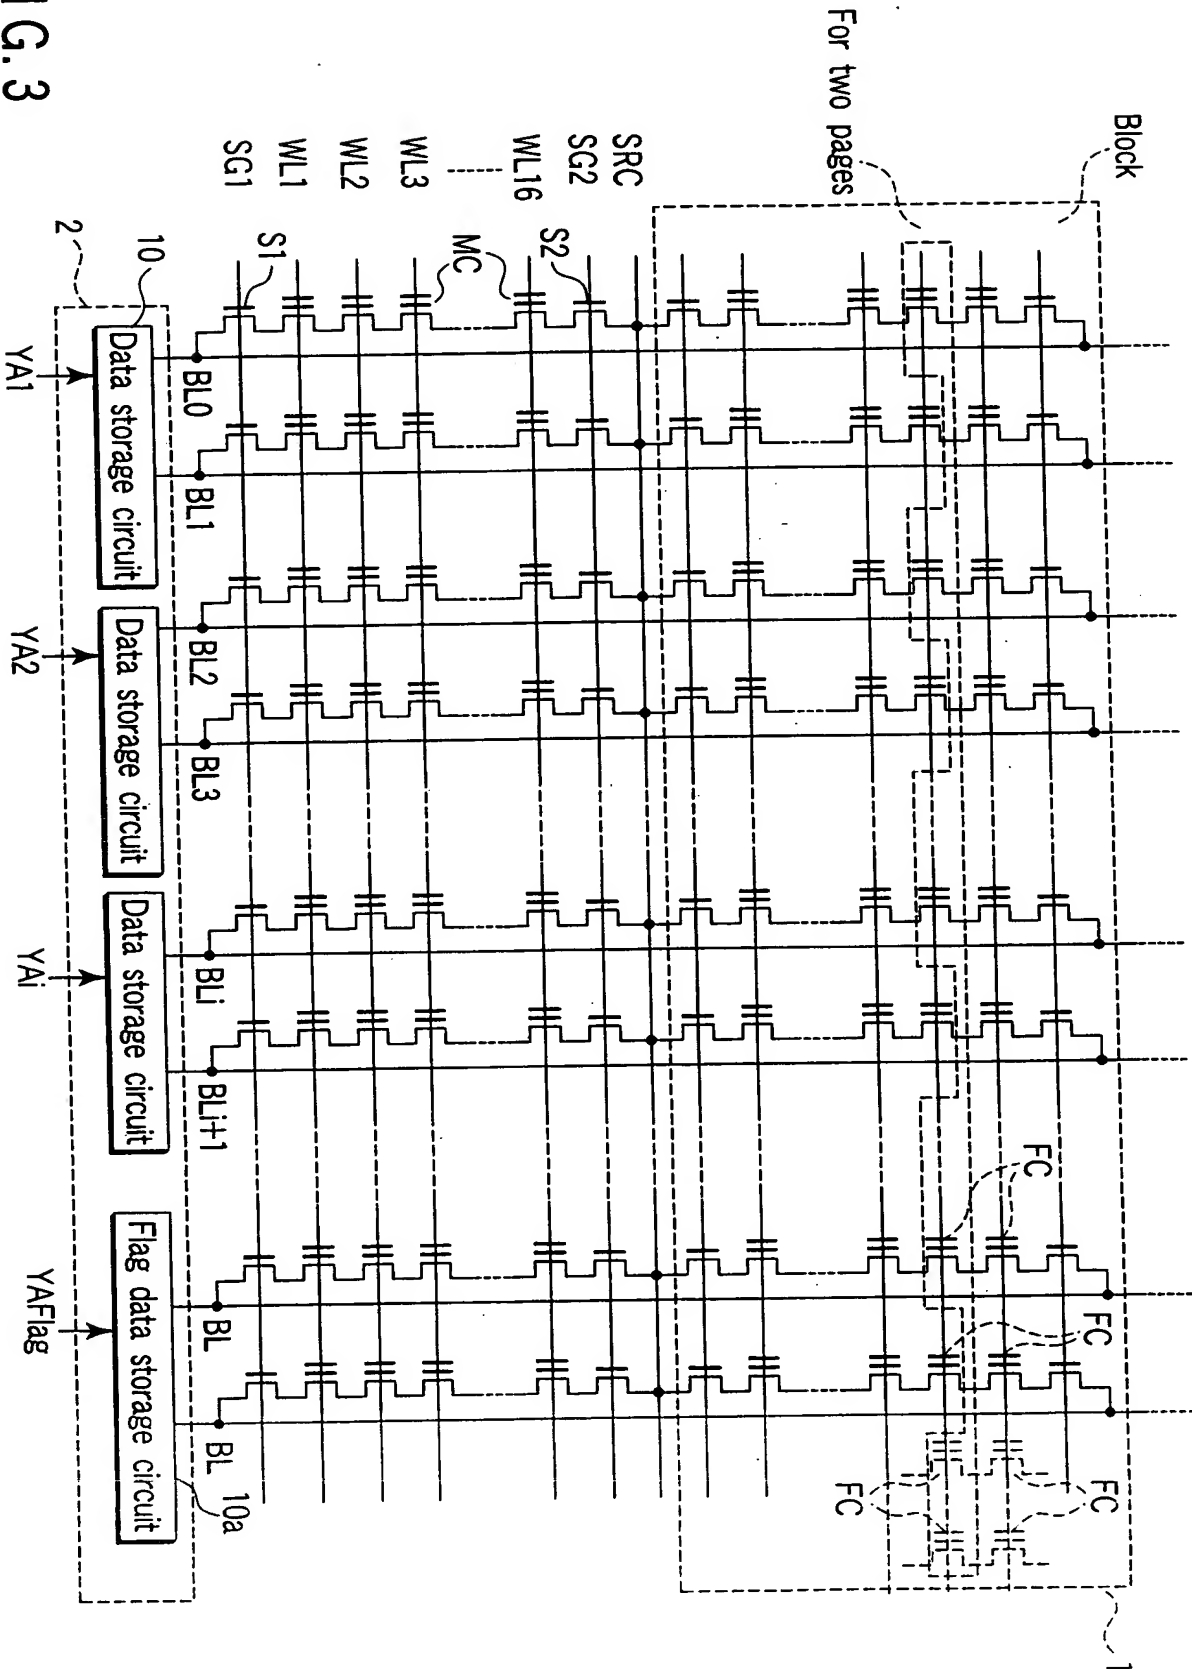 FIG. 3
Block
For two pages
SRC
SG2
WL16
WL3
WL2
WL1
SG1
S2
MC
S1
2
10
BL0
BL1
BL2
BL3
BLi
BLi+1
BL
BL
10a
FC
FC
FC
FC
1
Data storage circuit
Data storage circuit
Data storage circuit
Flag data storage circuit
YA1
YA2
YAi
YAFlag